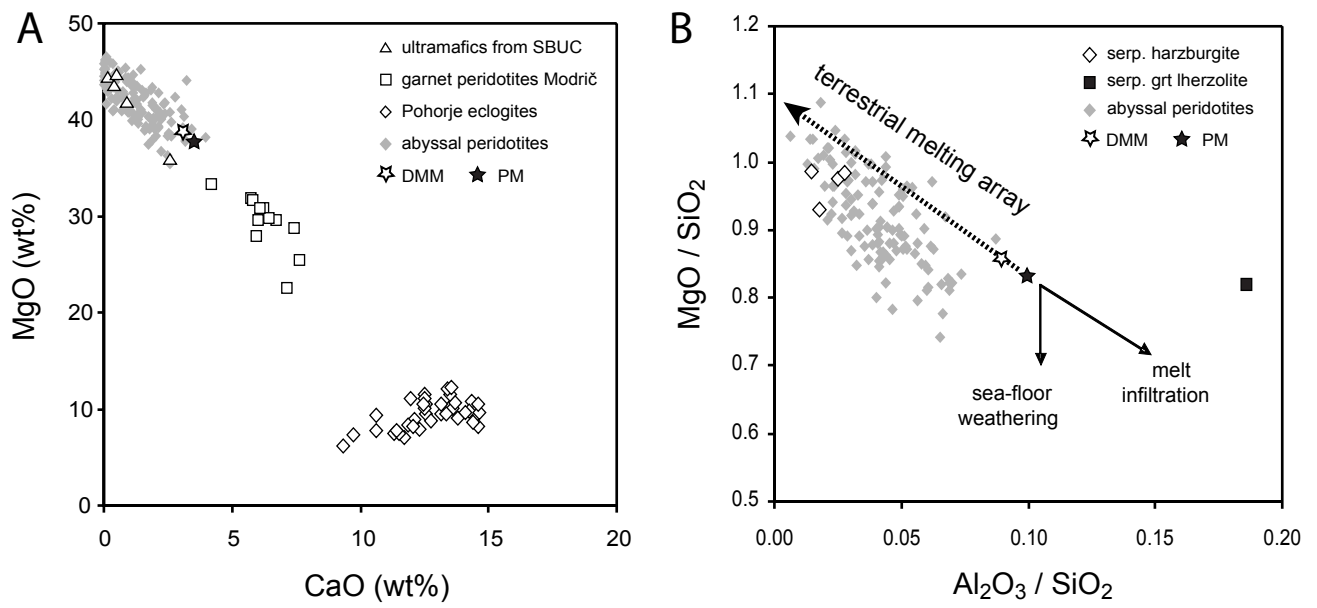 A
50
40
30
20
10
0
MgO (wt%)
0
5
10
15
20
CaO (wt%)
ultramafics from SBUC
garnet peridotites Modrič
Pohorje eclogites
abyssal peridotites
DMM PM
B
1.2
1.1
1.0
0.9
0.8
0.7
0.6
0.5
MgO / SiO₂
0.00
0.05
0.10
0.15
0.20
Al₂O₃ / SiO₂
serp. harzburgite
serp. grt lherzolite
abyssal peridotites
DMM PM
terrestrial melting array
sea-floor
weathering
melt
infiltration